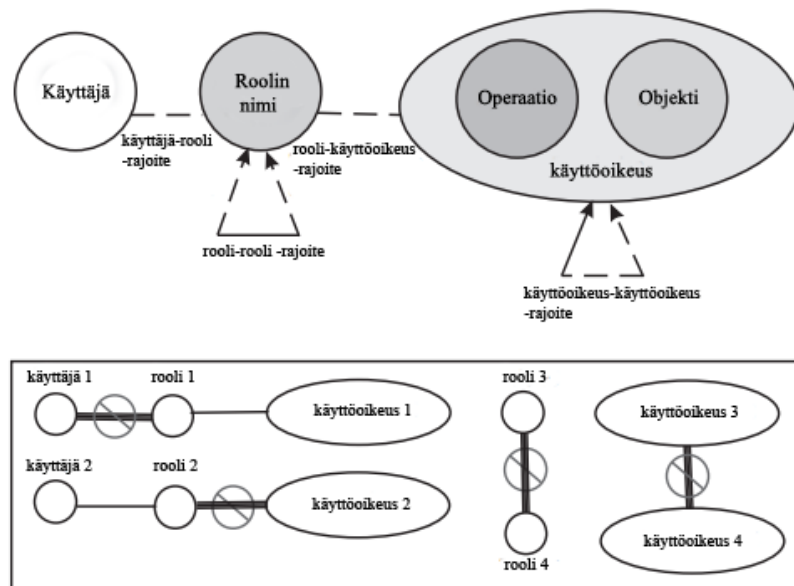 Käyttäjä
Roolin
nimi
Operaatio
Objekti
käyttöoikeus
käyttäjä-rooli
-rajoite
rooli-käyttöoikeus
-rajoite
rooli-rooli -rajoite
käyttöoikeus-käyttöoikeus
-rajoite
käyttäjä 1
rooli 1
käyttöoikeus 1
käyttäjä 2
rooli 2
käyttöoikeus 2
rooli 3
rooli 4
käyttöoikeus 3
käyttöoikeus 4